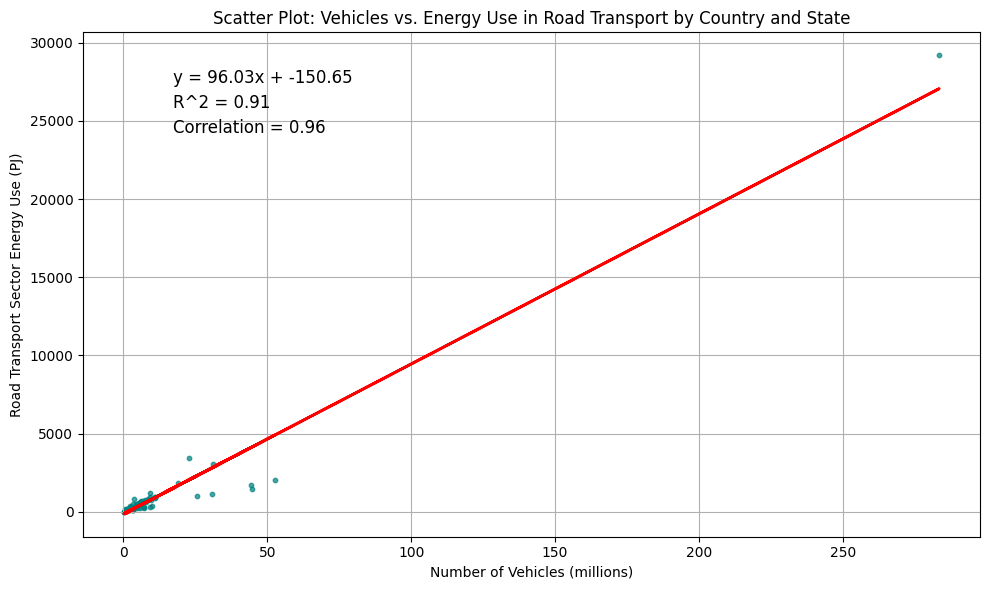 Scatter Plot: Vehicles vs. Energy Use in Road Transport by Country and State
30000
25000
20000
15000
10000
5000
0
Road Transport Sector Energy Use (PJ)
y = 96.03x + -150.65
R^2 = 0.91
Correlation = 0.96
0 50 100 150 200 250
Number of Vehicles (millions)